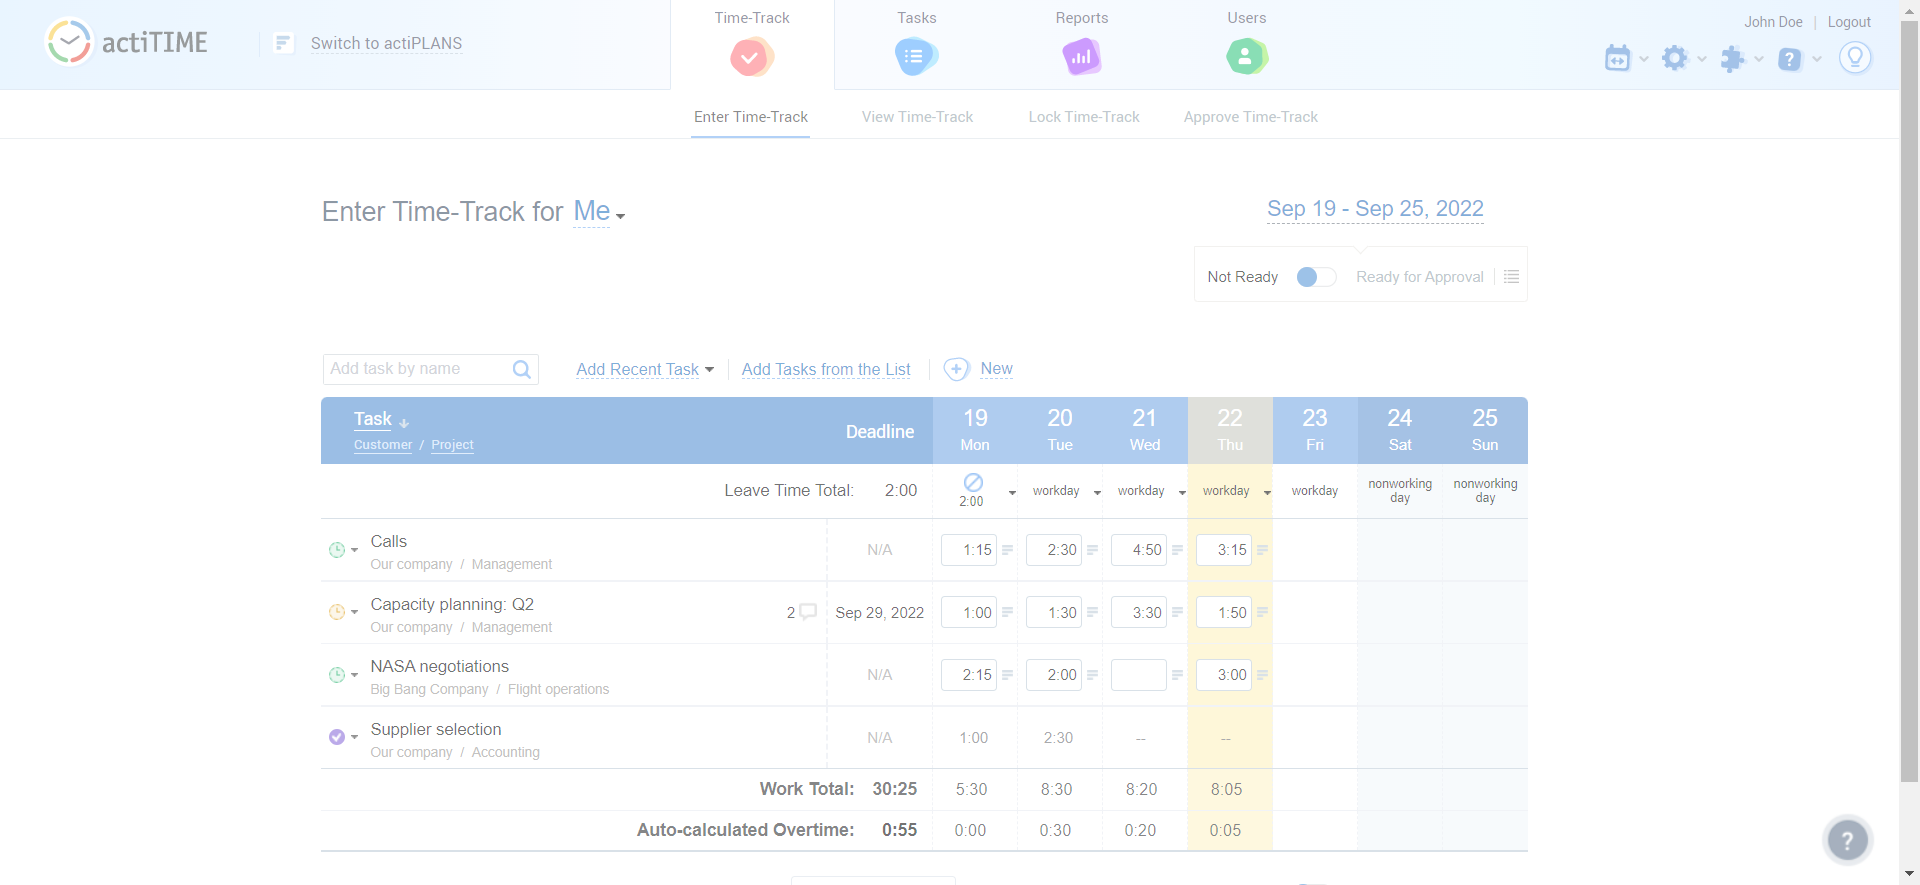 actiTIME
Switch to actiPLANS
Time-Track
Tasks
Reports
Users
John Doe | Logout
Enter Time-Track
View Time-Track
Lock Time-Track
Approve Time-Track
Enter Time-Track for Me
Sep 19 - Sep 25, 2022
Not Ready
Ready for Approval
Add task by name
Add Recent Task
Add Tasks from the List
New
Task
Customer / Project
Deadline
19 Mon
20 Tue
21 Wed
22 Thu
23 Fri
24 Sat
25 Sun
Leave Time Total: 2:00
2:00
workday
workday
workday
workday
nonworking day
nonworking day
Calls
Our company / Management
N/A 1:15 2:30 4:50 3:15
Capacity planning: Q2
Our company / Management
2 Sep 29, 2022 1:00 1:30 3:30 1:50
NASA negotiations
Big Bang Company / Flight operations
N/A 2:15 2:00 3:00
Supplier selection
Our company / Accounting
N/A 1:00 2:30 -- --
Work Total: 30:25 5:30 8:30 8:20 8:05
Auto-calculated Overtime: 0:55 0:00 0:30 0:20 0:05
?